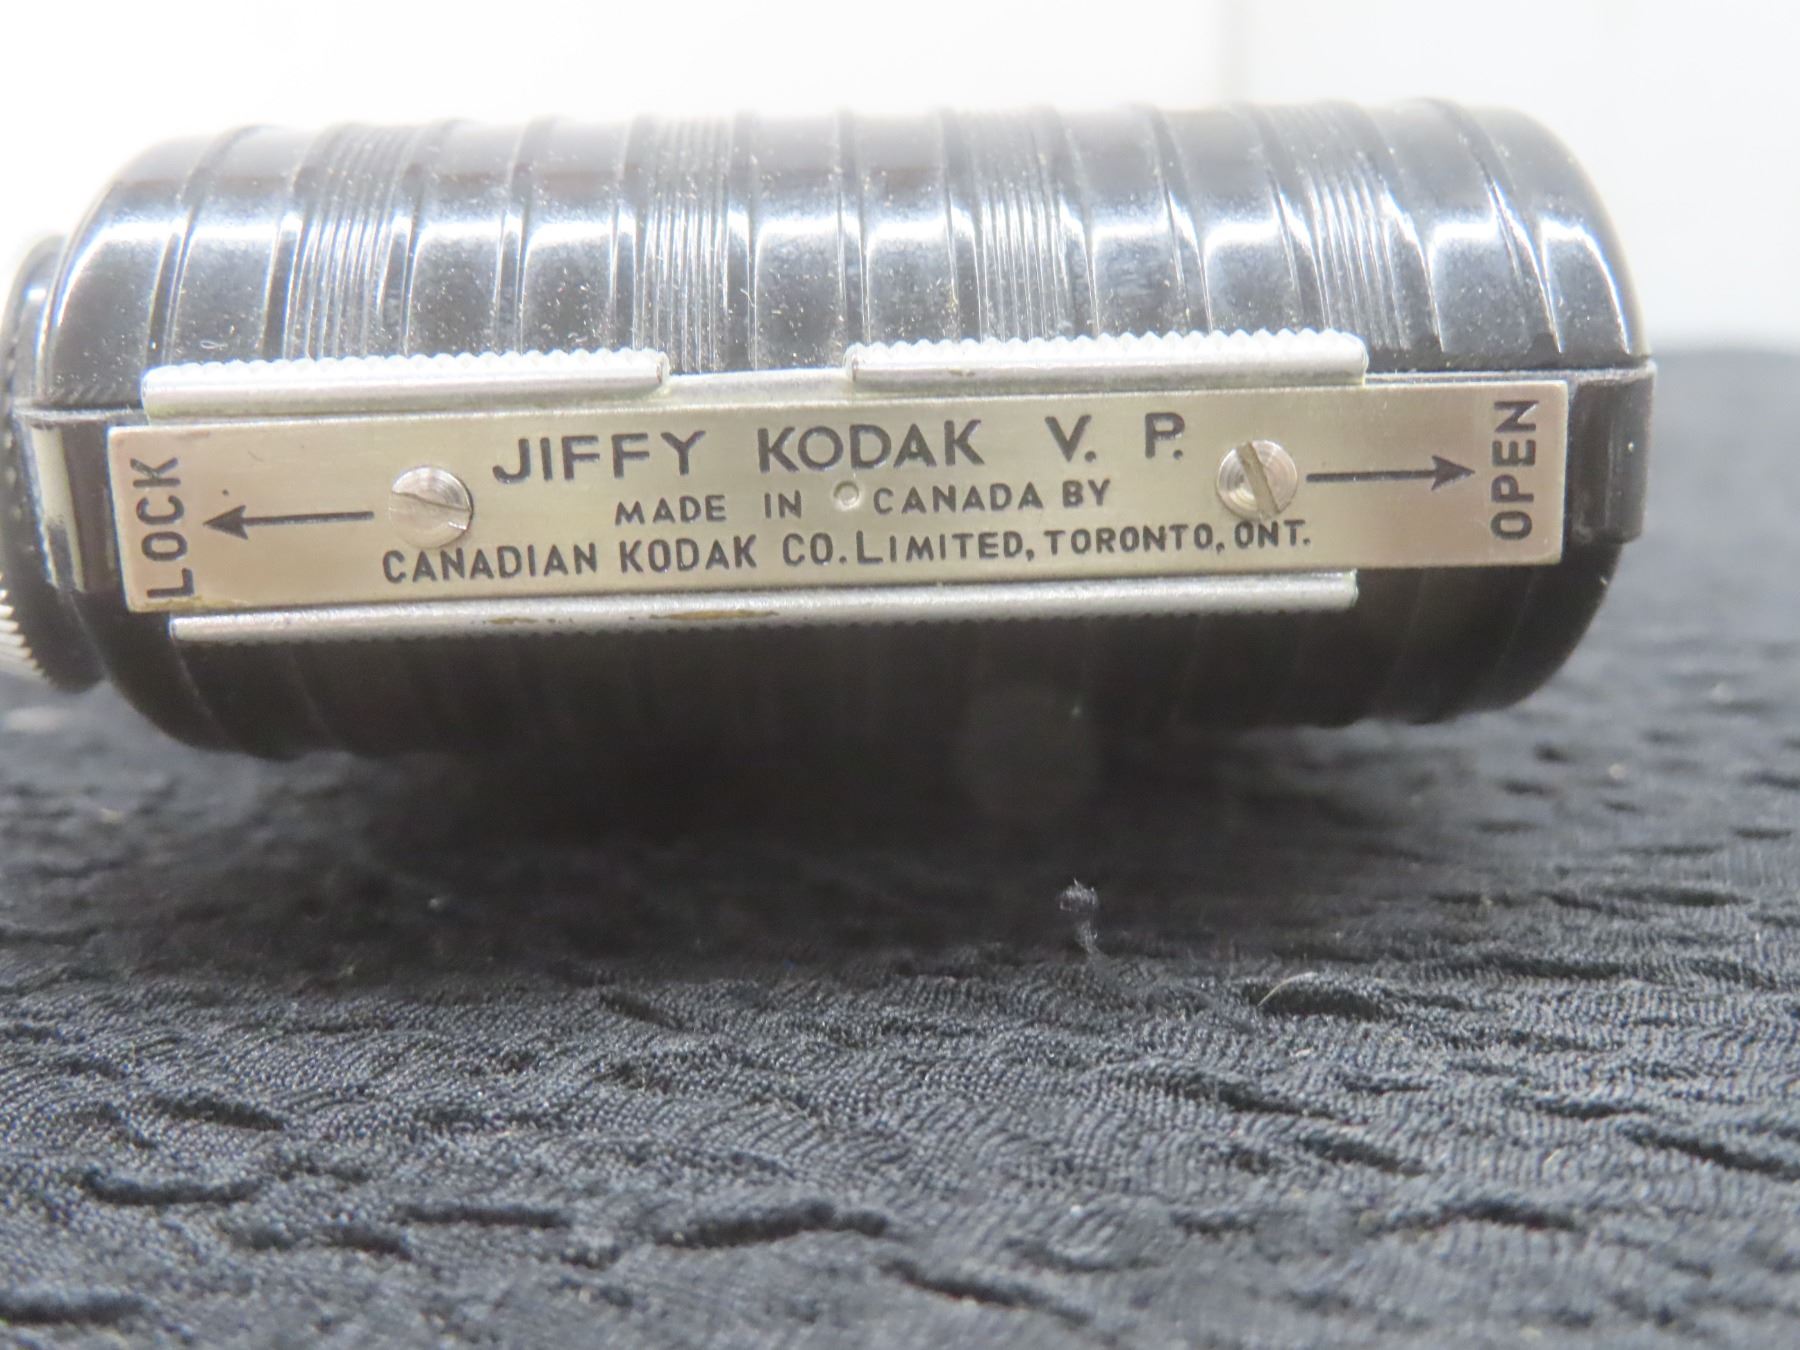 JIFFY KODAK V. P.
MADE IN CANADA BY
CANADIAN KODAK CO. LIMITED, TORONTO, ONT.
LOCK
OPEN